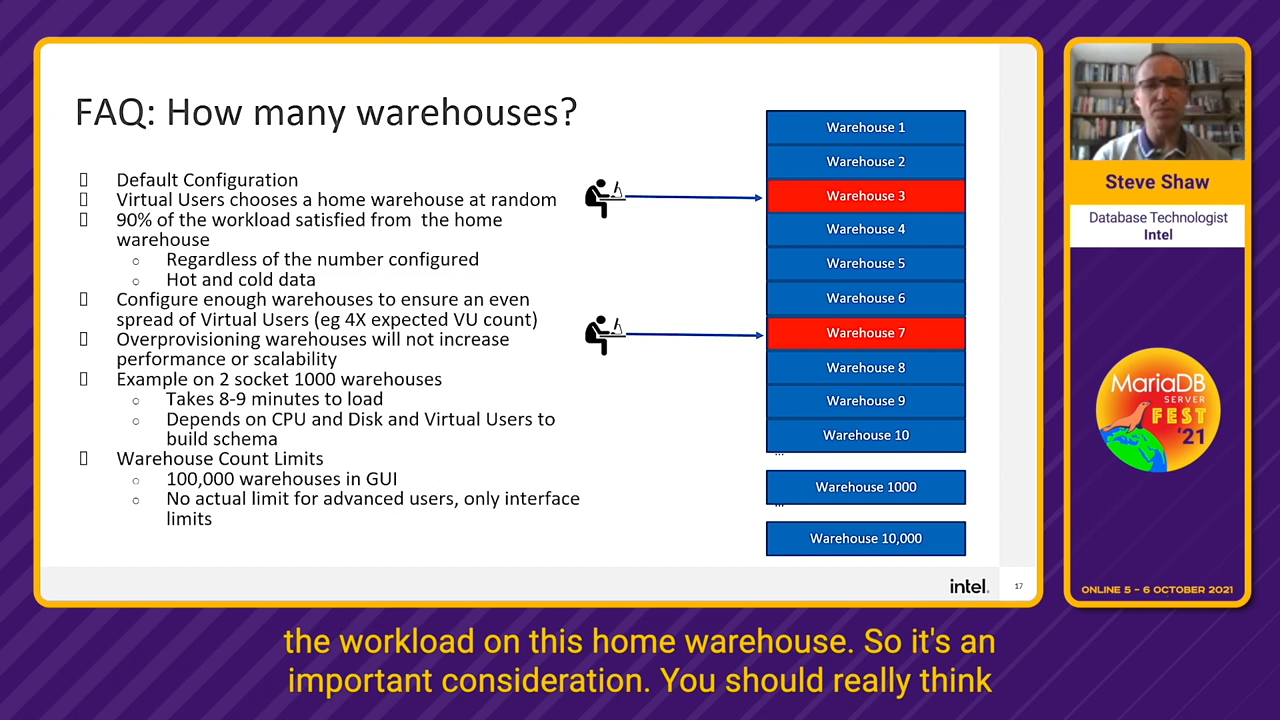 FAQ: How many warehouses?
Default Configuration
Virtual Users chooses a home warehouse at random
90% of the workload satisfied from the home
warehouse
Regardless of the number configured
Hot and cold data
Configure enough warehouses to ensure an even
spread of Virtual Users (eg 4X expected VU count)
Overprovisioning warehouses will not increase
performance or scalability
Example on 2 socket 1000 warehouses
Takes 8-9 minutes to load
Depends on CPU and Disk and Virtual Users to
build schema
Warehouse Count Limits
100,000 warehouses in GUI
No actual limit for advanced users, only interface
limits
Warehouse 1
Warehouse 2
Warehouse 3
Warehouse 4
Warehouse 5
Warehouse 6
Warehouse 7
Warehouse 8
Warehouse 9
Warehouse 10
...
Warehouse 1000
...
Warehouse 10,000
intel.
17
Steve Shaw
Database Technologist
Intel
MariaDB
SERVER
FEST
'21
ONLINE 5 - 6 OCTOBER 2021
the workload on this home warehouse. So it's an
important consideration. You should really think